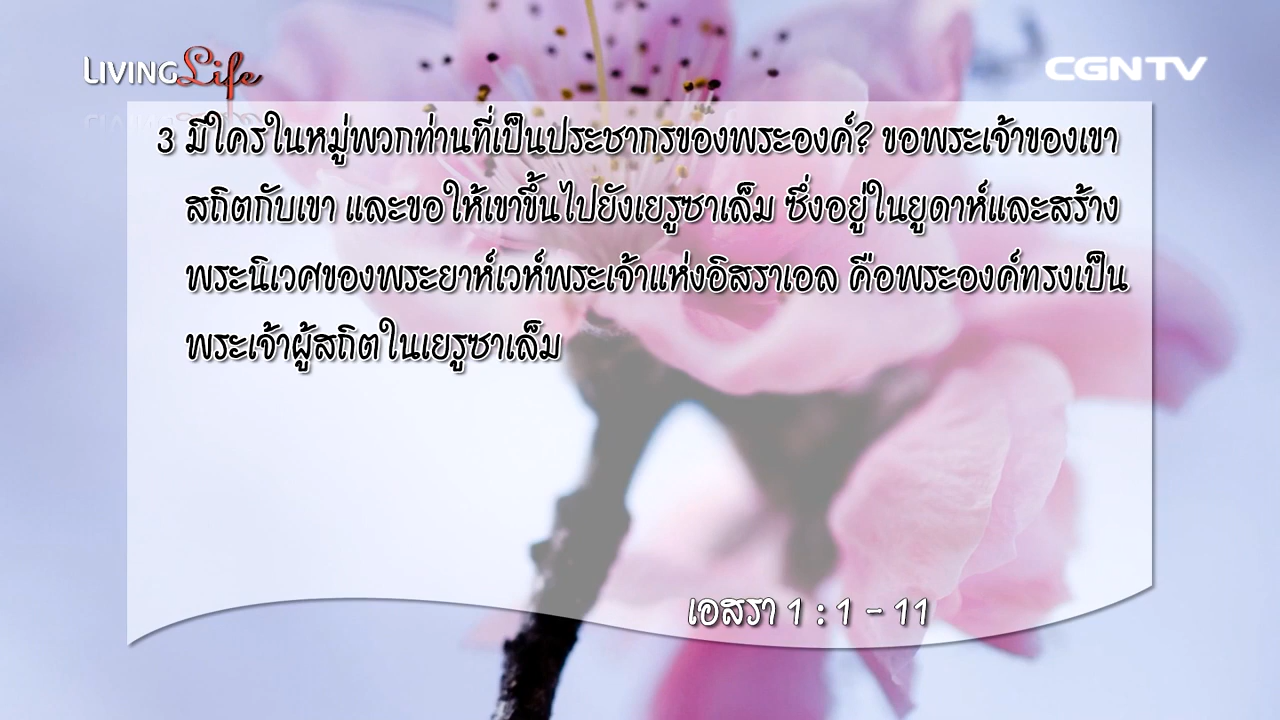 LIVING Life
CGNTV
3 มีใครในหมู่พวกท่านที่เป็นประชากรของพระองค์? ขอพระเจ้าของเขา
สถิตกับเขา และขอให้เขาขึ้นไปยังเยรูซาเล็ม ซึ่งอยู่ในยูดาห์และสร้าง
พระนิเวศของพระยาห์เวห์พระเจ้าแห่งอิสราเอล คือพระองค์ทรงเป็น
พระเจ้าผู้สถิตในเยรูซาเล็ม
เอสรา 1 : 1 - 11